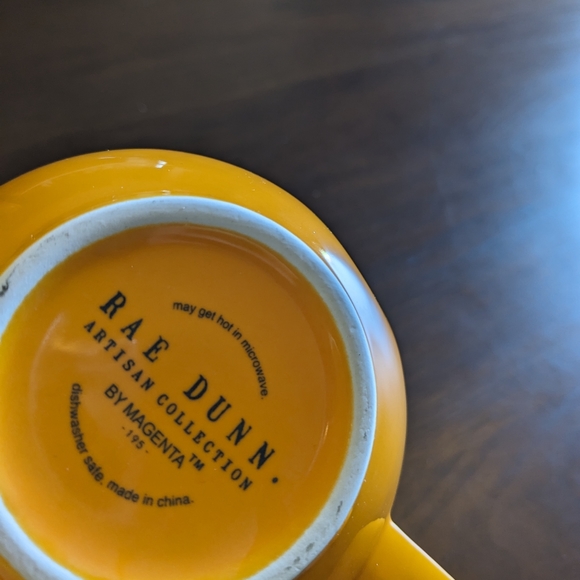 may get hot in microwave.
RAE DUNN.
ARTISAN COLLECTION
BY MAGENTA™
-195-
dishwasher safe. made in china.